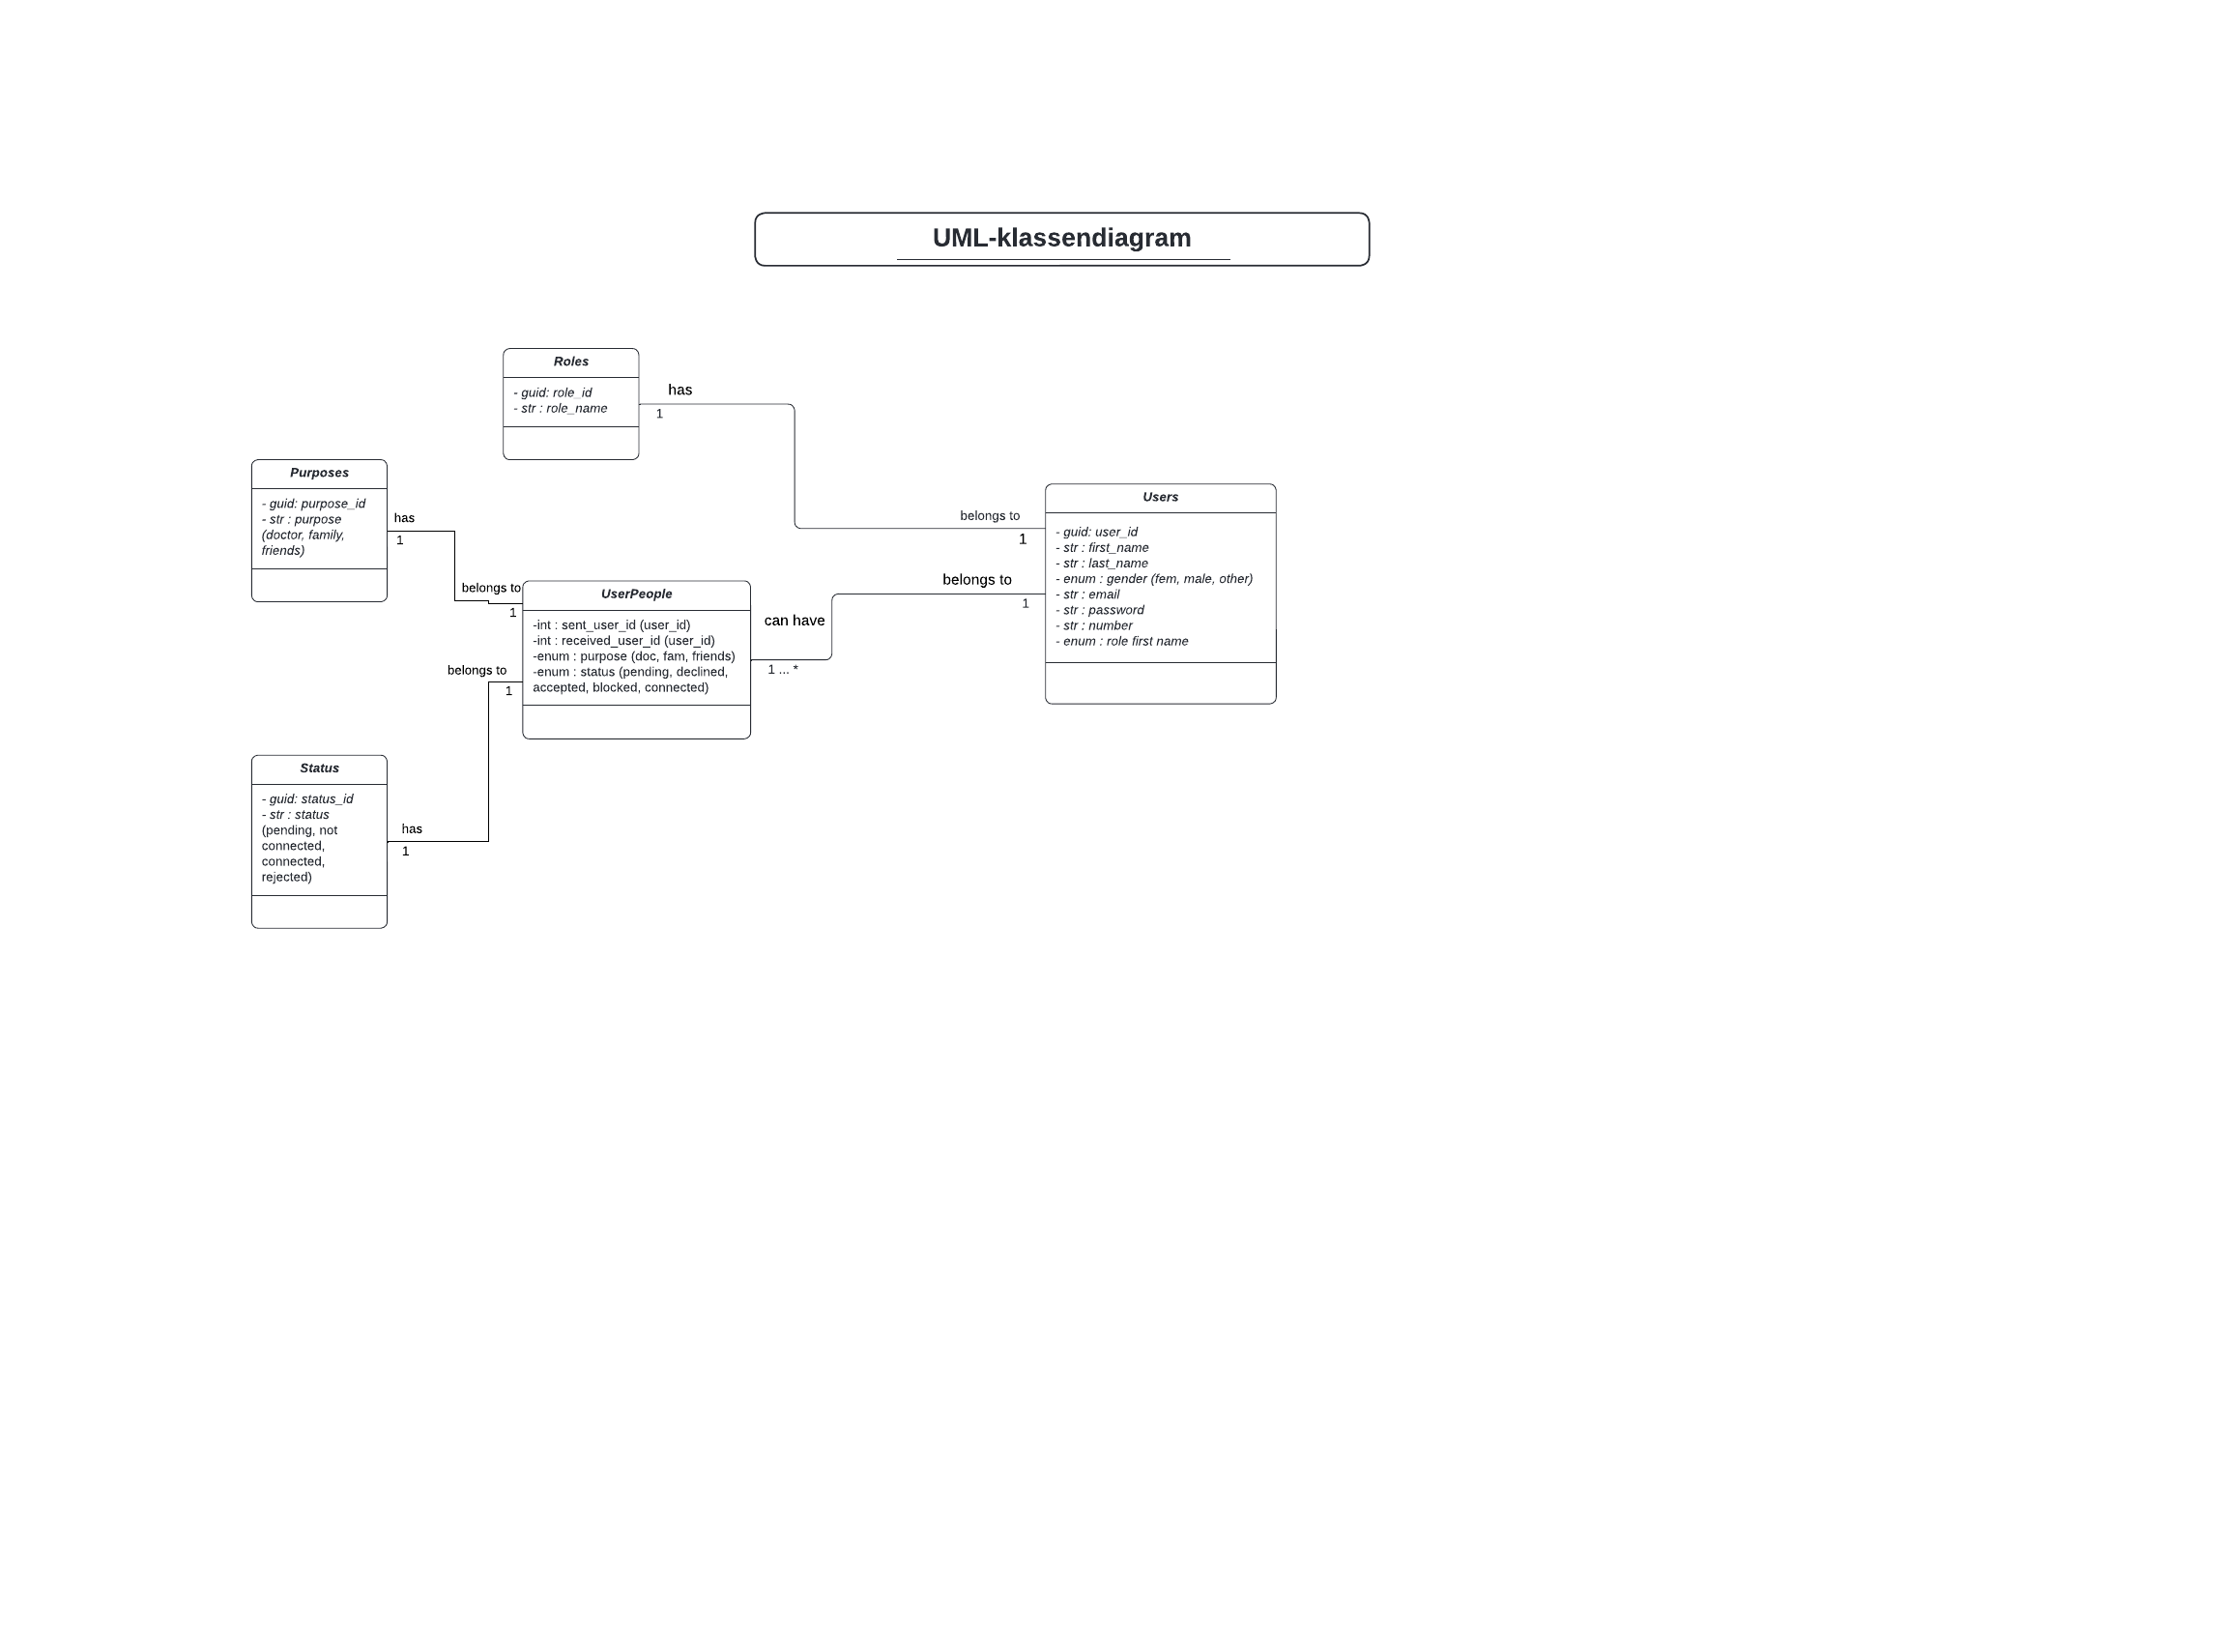 UML-klassendiagram
Roles
- guid: role_id
- str : role_name
has
1
Purposes
- guid: purpose_id
- str : purpose
(doctor, family,
friends)
has
1
belongs to
1
Users
- guid: user_id
- str : first_name
- str : last_name
- enum : gender (fem, male, other)
- str : email
- str : password
- str : number
- enum : role first name
belongs to
1
belongs to
1
UserPeople
-int : sent_user_id (user_id)
-int : received_user_id (user_id)
-enum : purpose (doc, fam, friends)
-enum : status (pending, declined,
accepted, blocked, connected)
can have
1 ... *
belongs to
1
Status
- guid: status_id
- str : status
(pending, not
connected,
connected,
rejected)
has
1